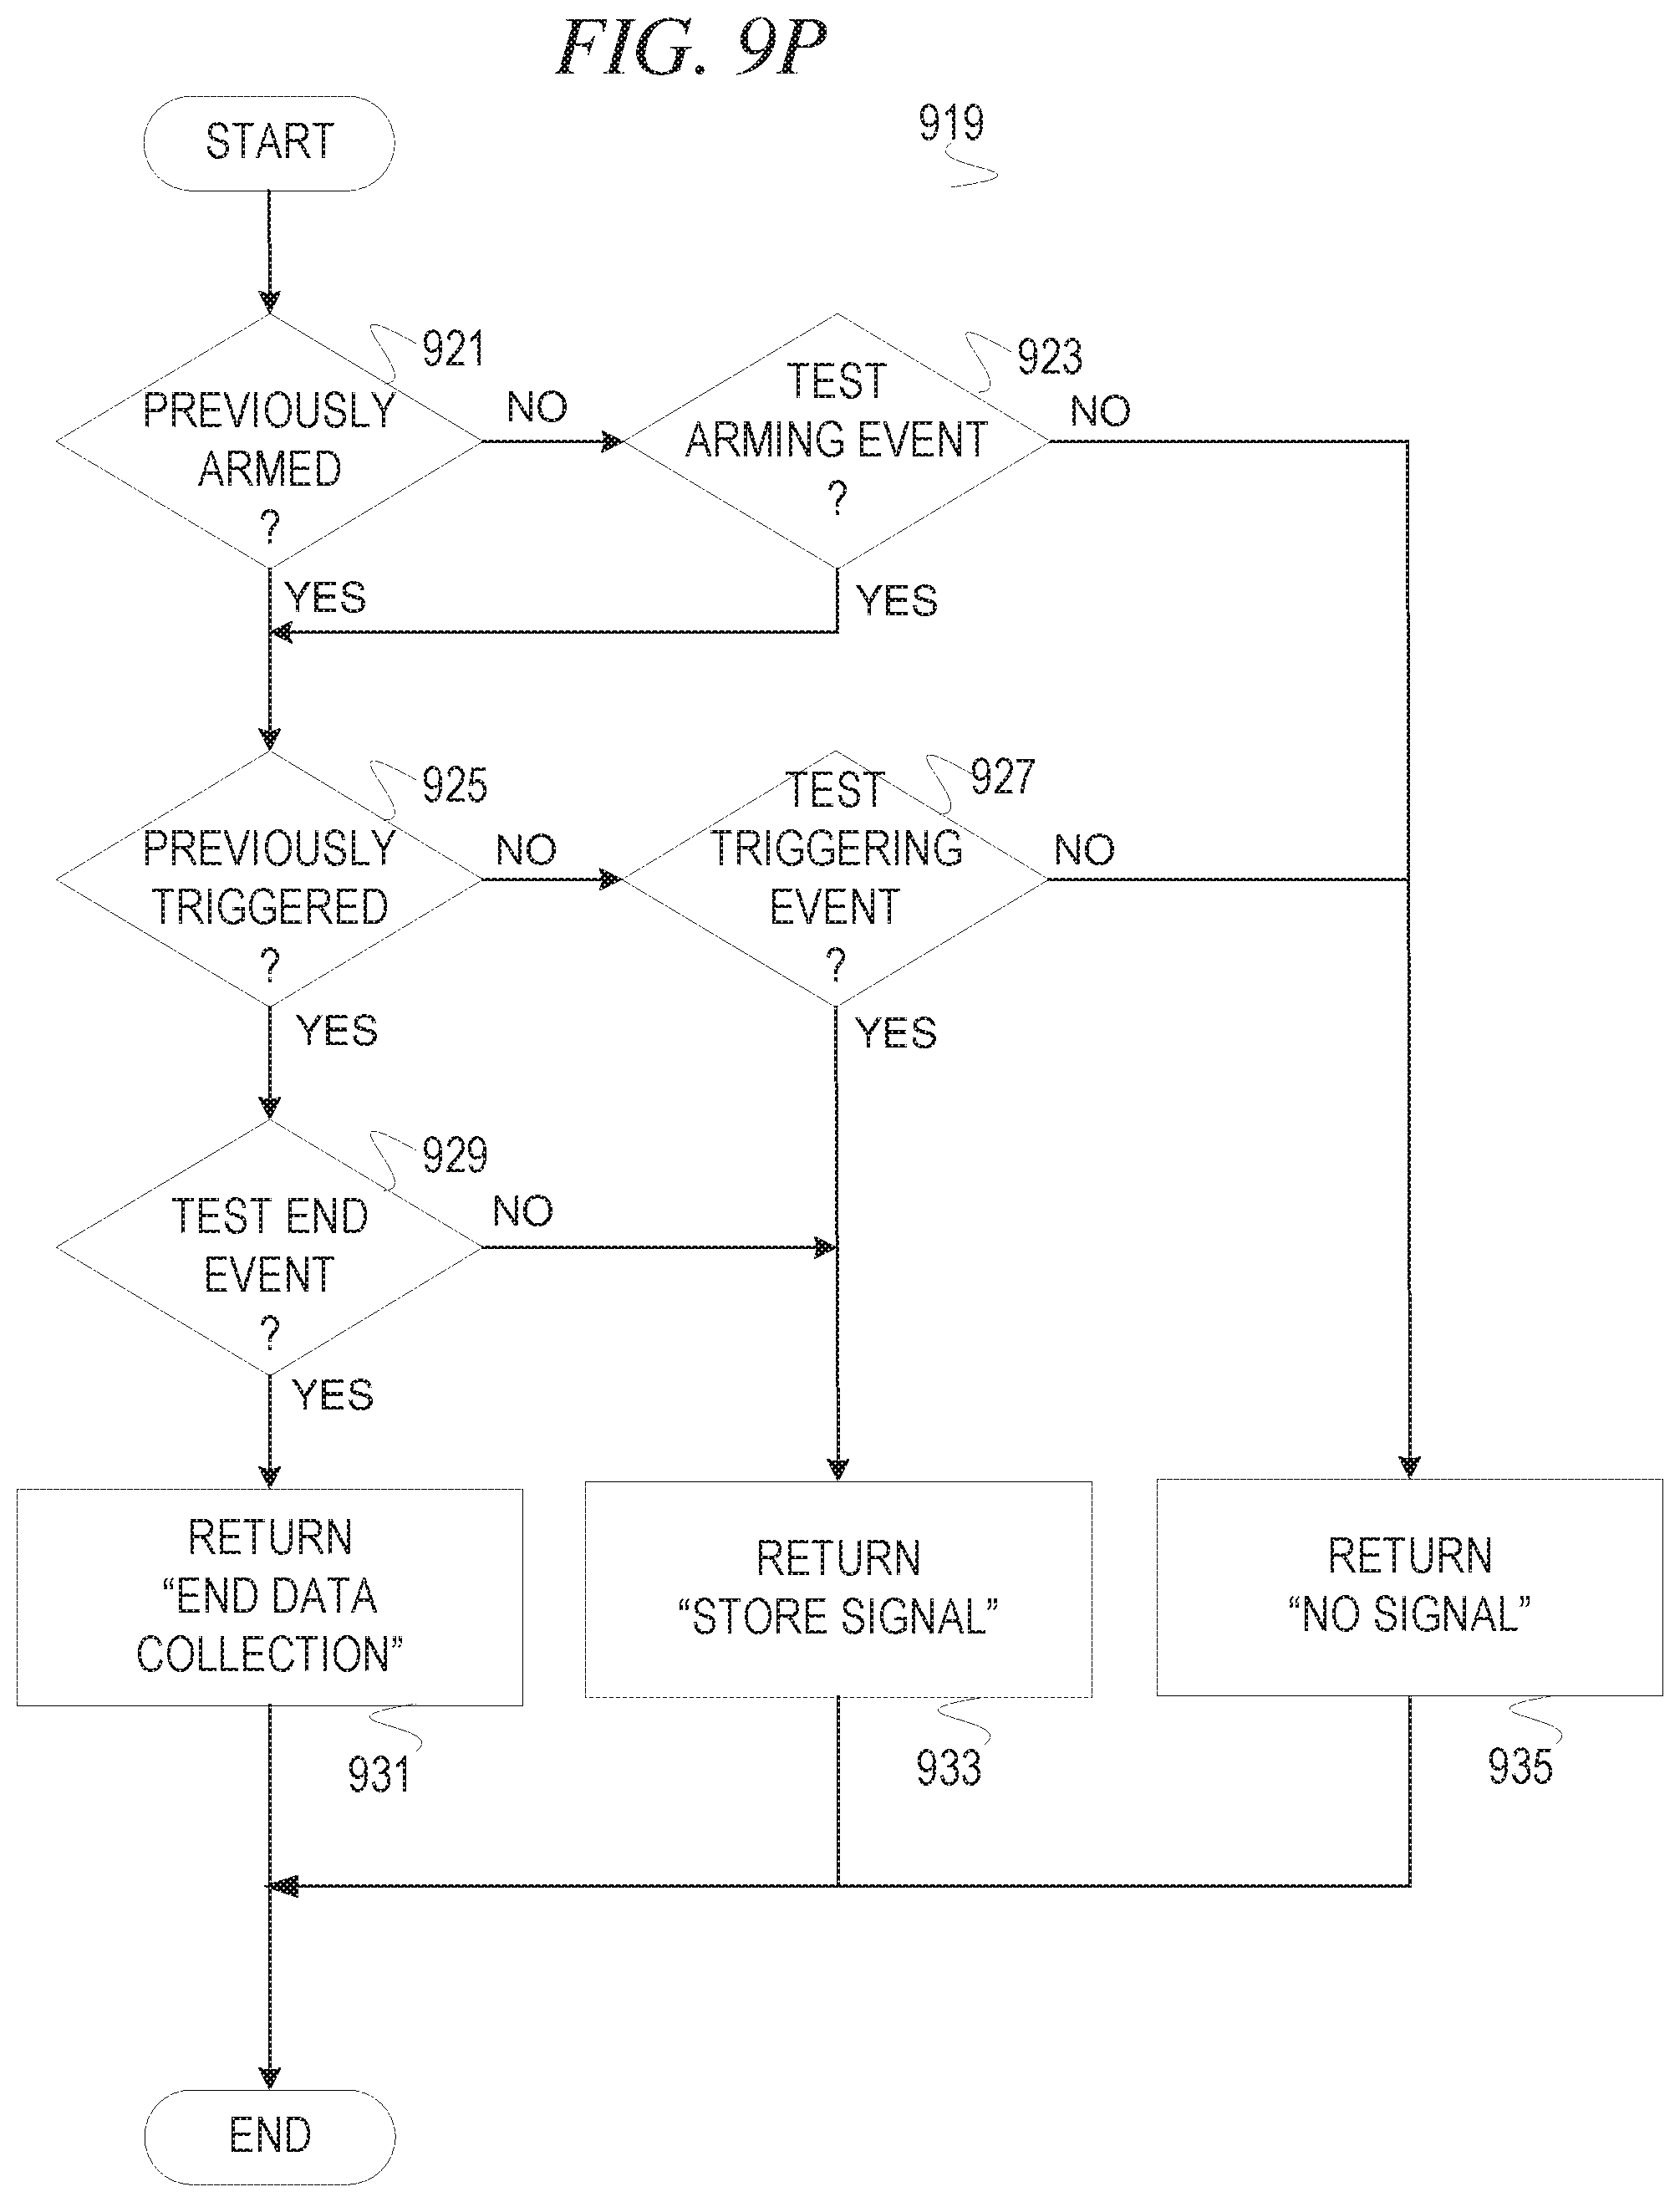 FIG. 9P
919
START
921
PREVIOUSLY
ARMED
?
NO
YES
923
TEST
ARMING EVENT
?
NO
YES
925
PREVIOUSLY
TRIGGERED
?
NO
YES
927
TEST
TRIGGERING
EVENT
?
NO
YES
929
TEST END
EVENT
?
NO
YES
RETURN
“END DATA
COLLECTION”
931
RETURN
“STORE SIGNAL”
933
RETURN
“NO SIGNAL”
935
END